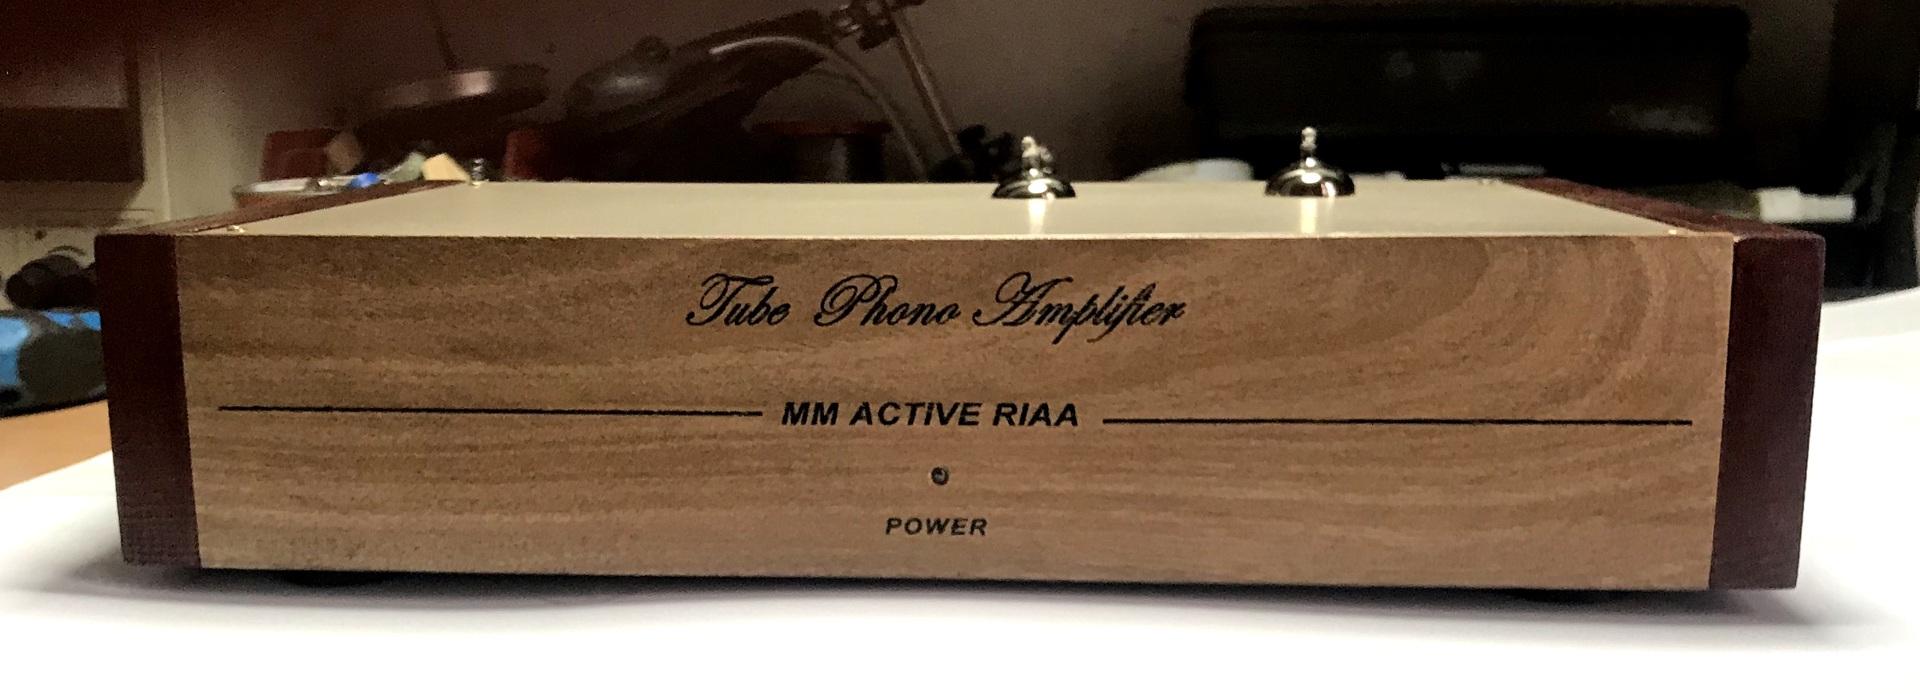 Tube Phono Amplifier
MM ACTIVE RIAA
POWER